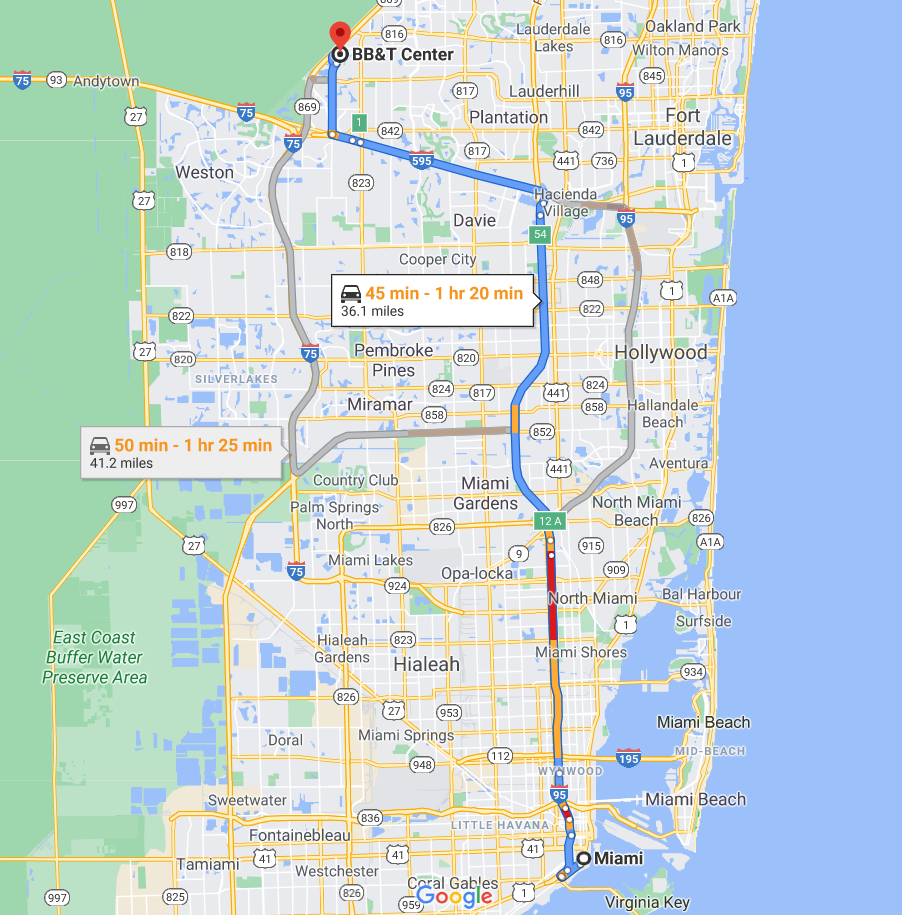 869
816
BB&T Center
Lauderdale
Lakes
816
Oakland Park
Wilton Manors
75
93
Andytown
845
817
Lauderhill
95
27
75
869
1
842
Plantation
842
Fort
Lauderdale
75
817
595
441
736
1
Weston
823
27
Hacienda
Village
Davie
95
54
818
Cooper City
848
1
A1A
45 min - 1 hr 20 min
36.1 miles
822
822
27
820
75
Pembroke
Pines
820
Hollywood
SILVERLAKES
824
817
441
824
Miramar
858
858
Hallandale
Beach
852
50 min - 1 hr 25 min
41.2 miles
441
Aventura
Country Club
Miami
Gardens
997
Palm Springs
North
North Miami
Beach
826
12 A
826
27
9
915
A1A
Miami Lakes
75
Opa-locka
909
924
North Miami
Bal Harbour
1
Surfside
East Coast
Buffer Water
Preserve Area
Hialeah
Gardens
823
Miami Shores
Hialeah
934
826
27
953
Miami Beach
Doral
Miami Springs
112
195
MID-BEACH
948
WYNWOOD
95
Sweetwater
Miami Beach
836
LITTLE HAVANA
Fontainebleau
41
41
41
Miami
Tamiami
Westchester
997
825
826
Coral Gables
1
959
Google
Virginia Key